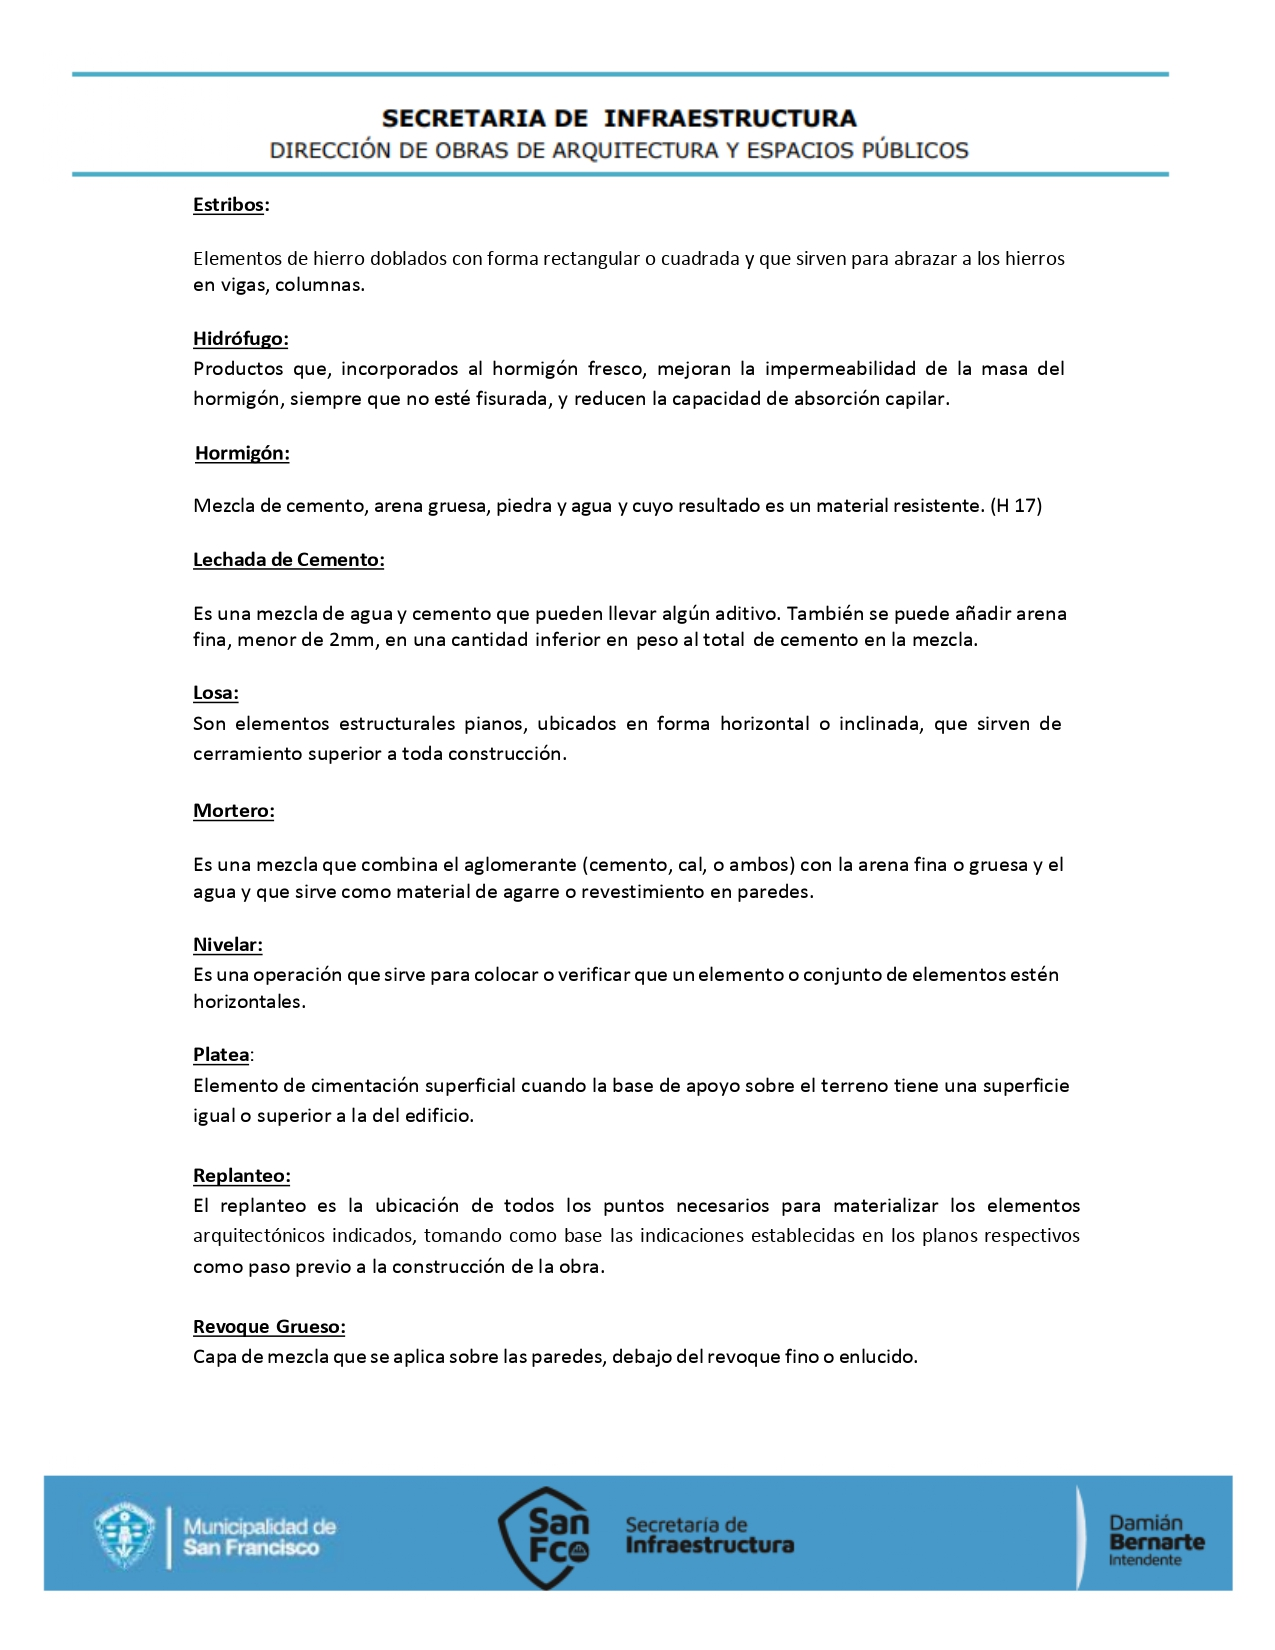 SECRETARIA DE INFRAESTRUCTURA
DIRECCIÓN DE OBRAS DE ARQUITECTURA Y ESPACIOS PÚBLICOS
Estribos:
Elementos de hierro doblados con forma rectangular o cuadrada y que sirven para abrazar a los hierros
en vigas, columnas.
Hidrófugo:
Productos que, incorporados al hormigón fresco, mejoran la impermeabilidad de la masa del
hormigón, siempre que no esté fisurada, y reducen la capacidad de absorción capilar.
Hormigón:
Mezcla de cemento, arena gruesa, piedra y agua y cuyo resultado es un material resistente. (H 17)
Lechada de Cemento:
Es una mezcla de agua y cemento que pueden llevar algún aditivo. También se puede añadir arena
fina, menor de 2mm, en una cantidad inferior en peso al total de cemento en la mezcla.
Losa:
Son elementos estructurales pianos, ubicados en forma horizontal o inclinada, que sirven de
cerramiento superior a toda construcción.
Mortero:
Es una mezcla que combina el aglomerante (cemento, cal, o ambos) con la arena fina o gruesa y el
agua y que sirve como material de agarre o revestimiento en paredes.
Nivelar:
Es una operación que sirve para colocar o verificar que un elemento o conjunto de elementos estén
horizontales.
Platea:
Elemento de cimentación superficial cuando la base de apoyo sobre el terreno tiene una superficie
igual o superior a la del edificio.
Replanteo:
El replanteo es la ubicación de todos los puntos necesarios para materializar los elementos
arquitectónicos indicados, tomando como base las indicaciones establecidas en los planos respectivos
como paso previo a la construcción de la obra.
Revoque Grueso:
Capa de mezcla que se aplica sobre las paredes, debajo del revoque fino o enlucido.
Municipalidad de
San Francisco
San
Fco
Secretaría de
Infraestructura
Damián
Bernarte
Intendente